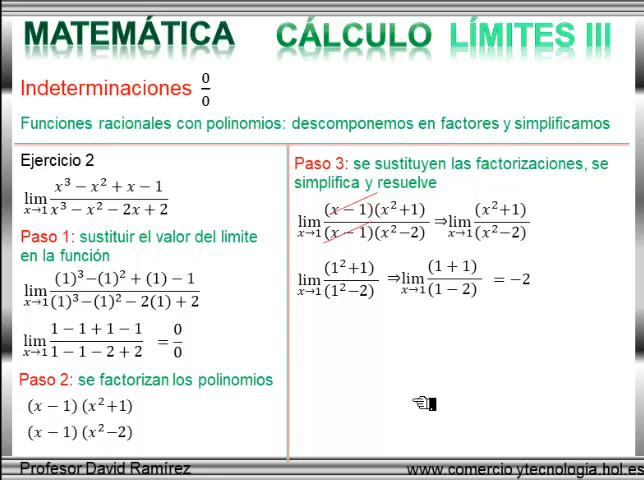 MATEMÁTICA CÁLCULO LÍMITES III
Indeterminaciones 0/0
Funciones racionales con polinomios: descomponemos en factores y simplificamos
Ejercicio 2
lim x→1 (x³ − x² + x − 1)/(x³ − x² − 2x + 2)
Paso 1: sustituir el valor del limite
en la función
lim x→1 ((1)³−(1)² + (1) − 1)/((1)³−(1)² − 2(1) + 2)
lim x→1 (1 − 1 + 1 − 1)/(1 − 1 − 2 + 2) = 0/0
Paso 2: se factorizan los polinomios
(x − 1) (x²+1)
(x − 1) (x²−2)
Paso 3: se sustituyen las factorizaciones, se
simplifica y resuelve
lim x→1 ((x − 1)(x²+1))/((x − 1)(x²−2)) ⇒ lim x→1 (x²+1)/(x²−2)
lim x→1 (1²+1)/(1²−2) ⇒ lim x→1 (1 + 1)/(1 − 2) = −2
Profesor David Ramírez
www.comercio ytecnologia.hol.es